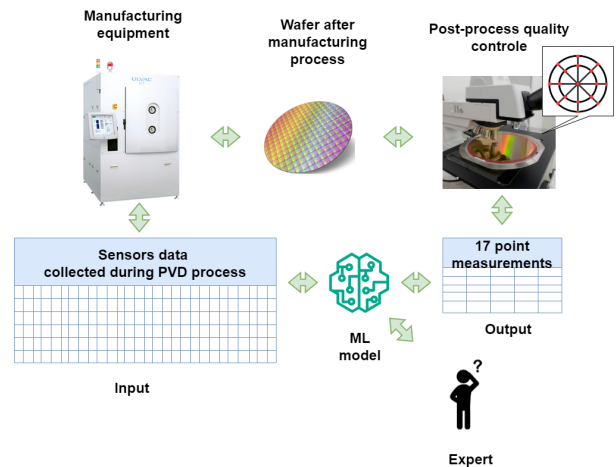 Manufacturing
equipment
Wafer after
manufacturing
process
Post-process quality
controle
ULVAC
Sensors data
collected during PVD process
17 point
measurements
ML
model
Output
Input
?
Expert